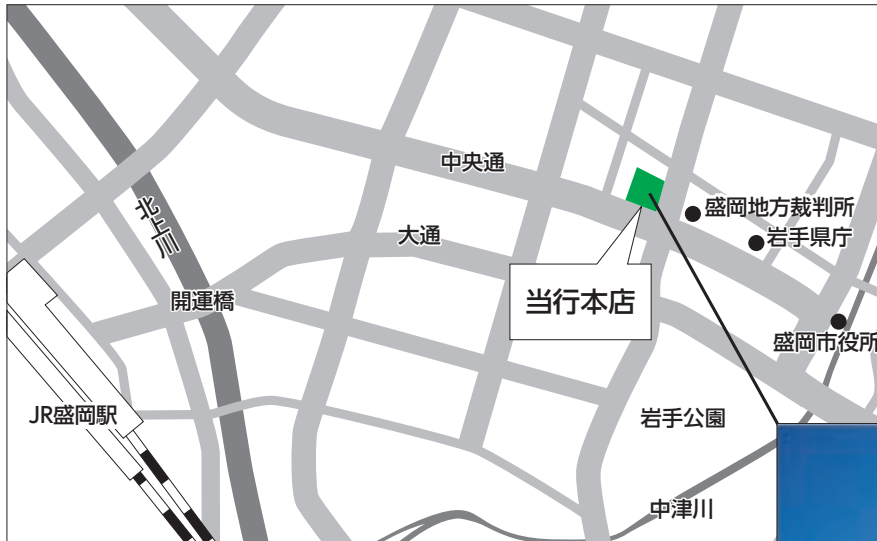 中央通
北上川
盛岡地方裁判所
大通
岩手県庁
開運橋
当行本店
盛岡市役所
JR盛岡駅
岩手公園
中津川